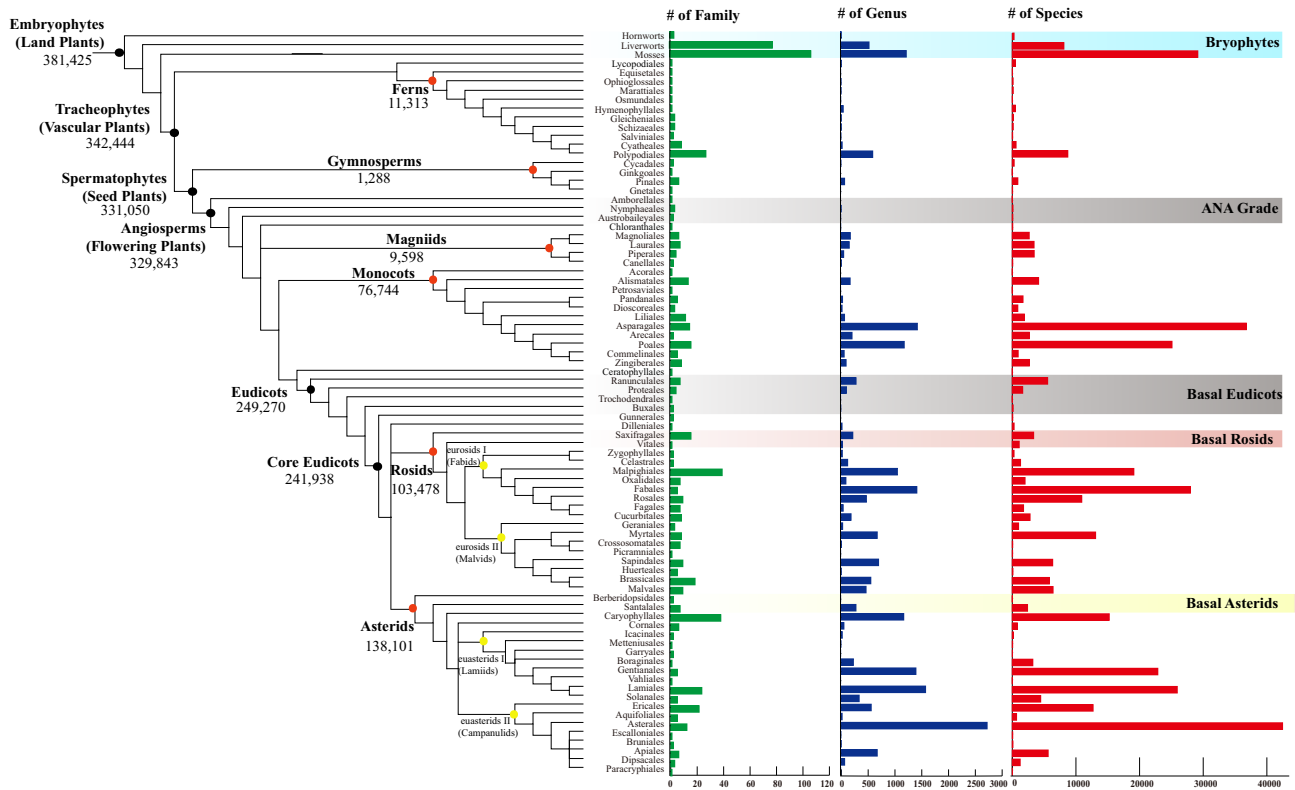 # of Family
# of Genus
# of Species
Embryophytes
(Land Plants)
381,425
Tracheophytes
(Vascular Plants)
342,444
Spermatophytes
(Seed Plants)
331,050
Angiosperms
(Flowering Plants)
329,843
Ferns
11,313
Gymnosperms
1,288
Magniids
9,598
Monocots
76,744
Eudicots
249,270
Core Eudicots
241,938
Rosids
103,478
eurosids I
(Fabids)
eurosids II
(Malvids)
Asterids
138,101
euasterids I
(Lamiids)
euasterids II
(Campanulids)
Hornworts
Liverworts
Mosses
Lycopodiales
Equisetales
Ophioglossales
Marattiales
Osmundales
Hymenophyllales
Gleicheniales
Schizaeales
Salviniales
Cyatheales
Polypodiales
Cycadales
Ginkgoales
Pinales
Gnetales
Amborellales
Nymphaeales
Austrobaileyales
Chloranthales
Magnoliales
Laurales
Piperales
Canellales
Acorales
Alismatales
Petrosaviales
Pandanales
Dioscoreales
Liliales
Asparagales
Arecales
Poales
Commelinales
Zingiberales
Ceratophyllales
Ranunculales
Proteales
Trochodendrales
Buxales
Gunnerales
Dilleniales
Saxifragales
Vitales
Zygophyllales
Celastrales
Malpighiales
Oxalidales
Fabales
Rosales
Fagales
Cucurbitales
Geraniales
Myrtales
Crossosomatales
Picramniales
Sapindales
Huerteales
Brassicales
Malvales
Berberidopsidales
Santalales
Caryophyllales
Cornales
Icacinales
Metteniusales
Garryales
Boraginales
Gentianales
Vahliales
Lamiales
Solanales
Ericales
Aquifoliales
Asterales
Escalloniales
Bruniales
Apiales
Dipsacales
Paracryphiales
Bryophytes
ANA Grade
Basal Eudicots
Basal Rosids
Basal Asterids
0 20 40 60 80 100 120
0 500 1000 1500 2000 2500 3000
0 10000 20000 30000 40000